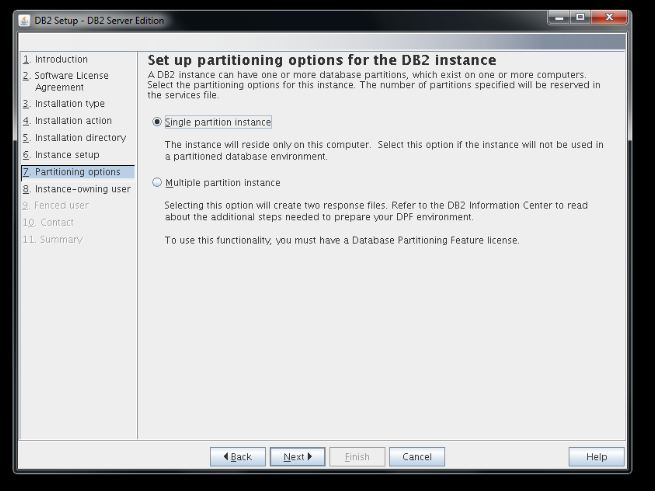 DB2 Setup - DB2 Server Edition
1. Introduction
2. Software License
Agreement
3. Installation type
4. Installation action
5. Installation directory
6. Instance setup
7. Partitioning options
8. Instance-owning user
9. Fenced user
10. Contact
11. Summary
Set up partitioning options for the DB2 instance
A DB2 instance can have one or more database partitions, which exist on one or more computers.
Select the partitioning options for this instance. The number of partitions specified will be reserved in
the services file.
Single partition instance
The instance will reside only on this computer. Select this option if the instance will not be used in
a partitioned database environment.
Multiple partition instance
Selecting this option will create two response files. Refer to the DB2 Information Center to read
about the additional steps needed to prepare your DPF environment.
To use this functionality, you must have a Database Partitioning Feature license.
Back Next Finish Cancel Help